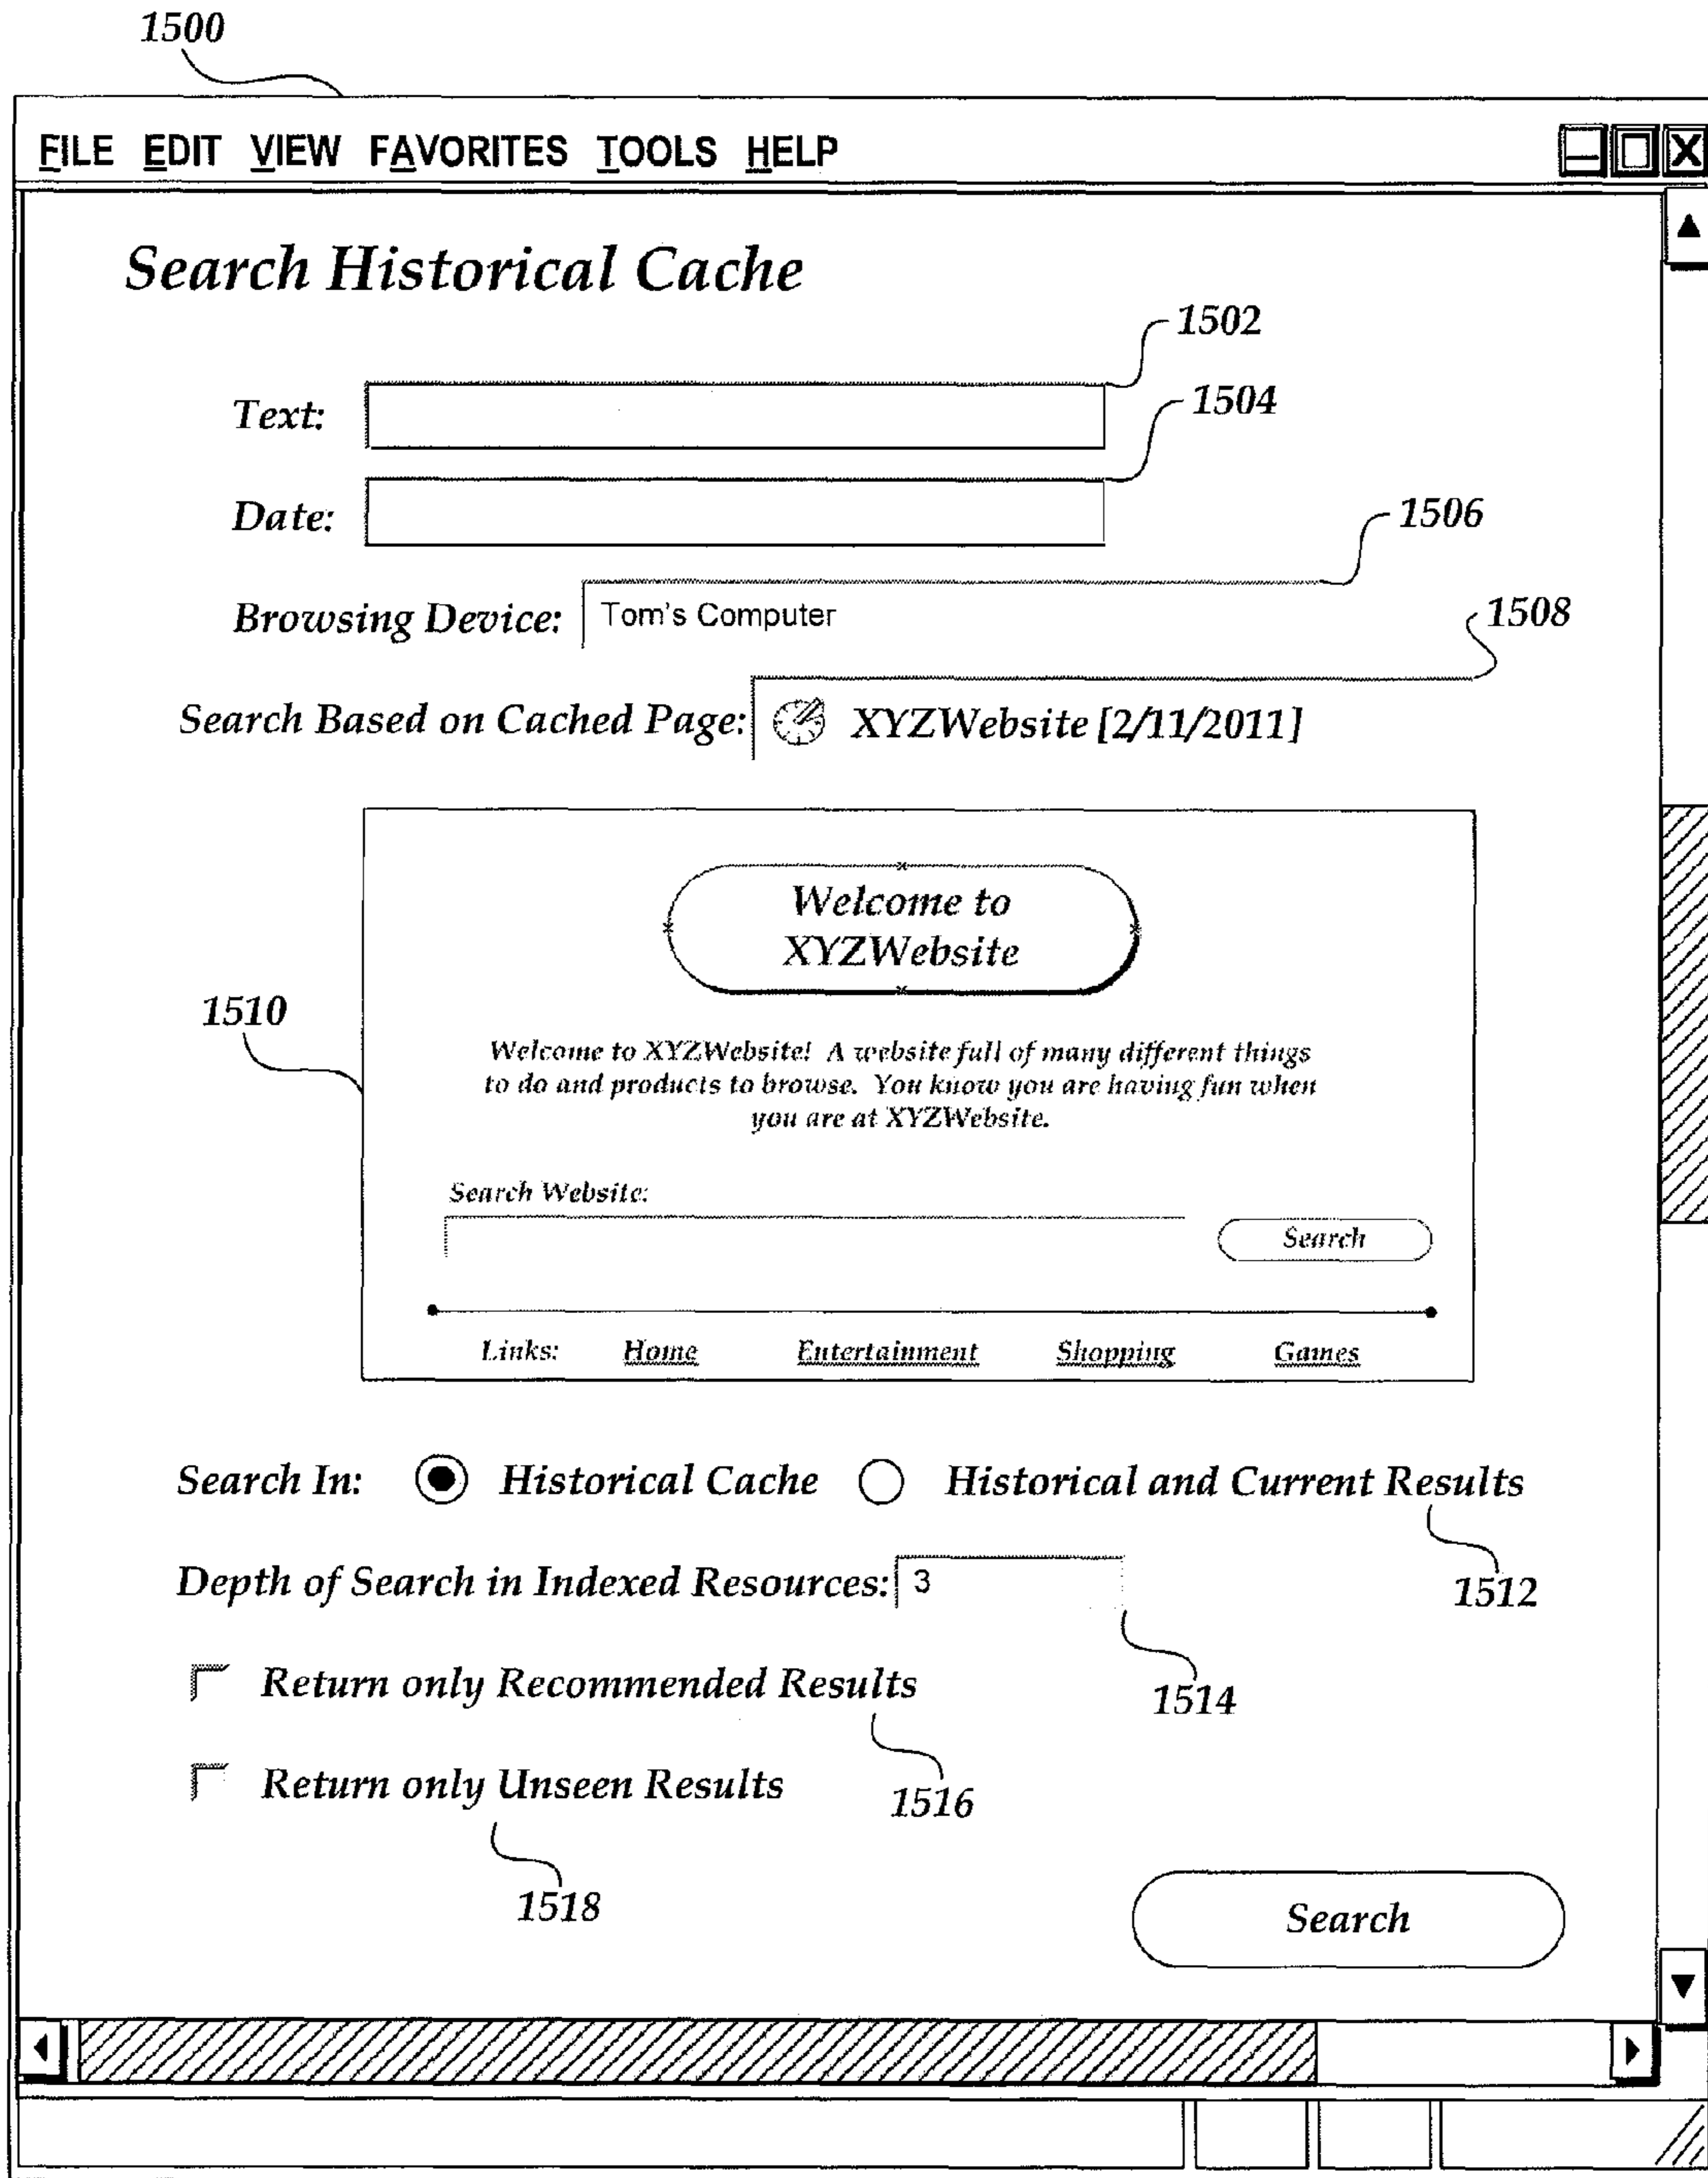 1500
FILE EDIT VIEW FAVORITES TOOLS HELP
Search Historical Cache
1502
Text:
1504
Date:
1506
Browsing Device: Tom's Computer
1508
Search Based on Cached Page: XYZWebsite [2/11/2011]
Welcome to
XYZWebsite
1510
Welcome to XYZWebsite! A website full of many different things
to do and products to browse. You know you are having fun when
you are at XYZWebsite.
Search Website:
Search
Links: Home Entertainment Shopping Games
Search In: Historical Cache Historical and Current Results
1512
Depth of Search in Indexed Resources: 3
1514
Return only Recommended Results
1516
Return only Unseen Results
1518
Search